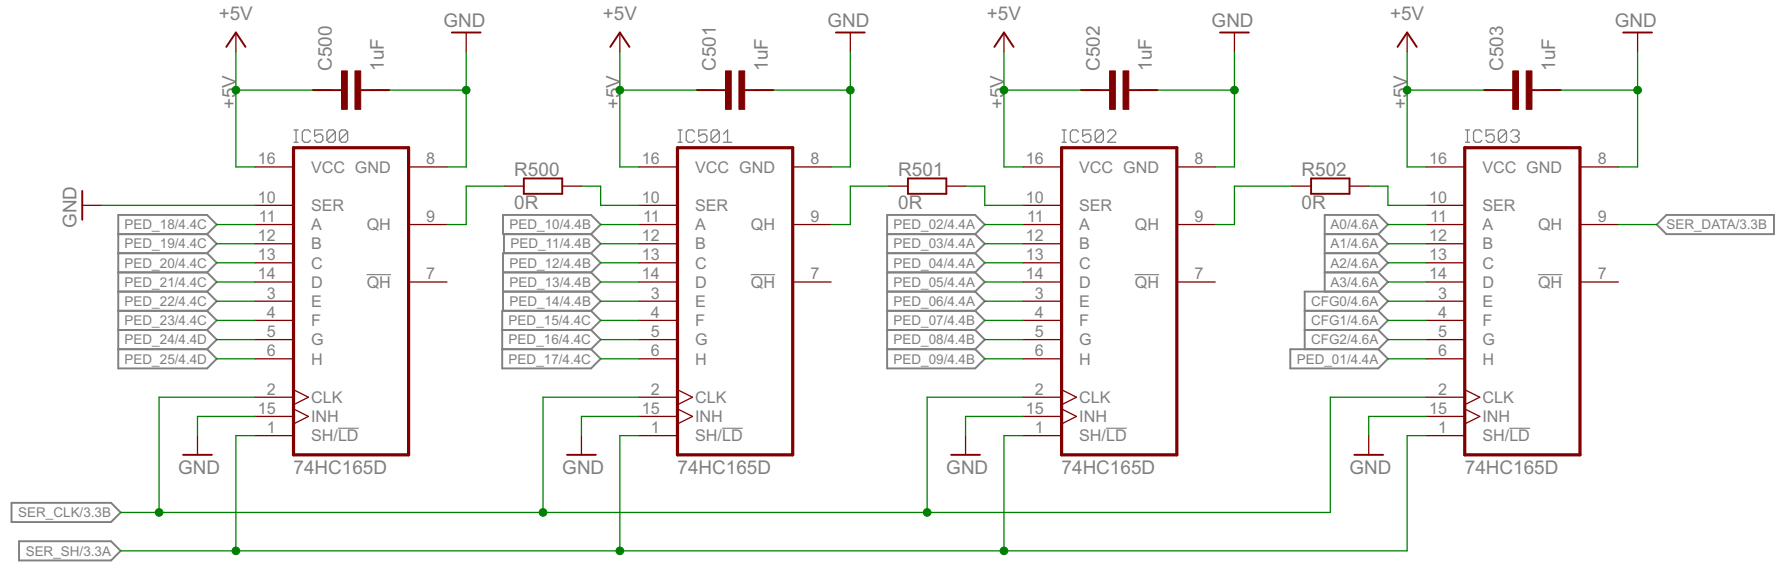 +5V
GND
+5V
GND
+5V
GND
+5V
GND
C500
1uF
C501
1uF
C502
1uF
C503
1uF
+5V
+5V
+5V
+5V
IC500
16 VCC GND 8
GND
10 SER
PED_18/4.4C 11 A QH 9
PED_19/4.4C 12 B
PED_20/4.4C 13 C
PED_21/4.4C 14 D QH 7
PED_22/4.4C 3 E
PED_23/4.4C 4 F
PED_24/4.4D 5 G
PED_25/4.4D 6 H
2 CLK
15 INH
1 SH/LD
GND
74HC165D
R500
0R
IC501
16 VCC GND 8
10 SER
PED_10/4.4B 11 A QH 9
PED_11/4.4B 12 B
PED_12/4.4B 13 C
PED_13/4.4B 14 D QH 7
PED_14/4.4B 3 E
PED_15/4.4C 4 F
PED_16/4.4C 5 G
PED_17/4.4C 6 H
2 CLK
15 INH
1 SH/LD
GND
74HC165D
R501
0R
IC502
16 VCC GND 8
10 SER
PED_02/4.4A 11 A QH 9
PED_03/4.4A 12 B
PED_04/4.4A 13 C
PED_05/4.4A 14 D QH 7
PED_06/4.4A 3 E
PED_07/4.4B 4 F
PED_08/4.4B 5 G
PED_09/4.4B 6 H
2 CLK
15 INH
1 SH/LD
GND
74HC165D
R502
0R
IC503
16 VCC GND 8
10 SER
A0/4.6A 11 A QH 9 SER_DATA/3.3B
A1/4.6A 12 B
A2/4.6A 13 C
A3/4.6A 14 D QH 7
CFG0/4.6A 3 E
CFG1/4.6A 4 F
CFG2/4.6A 5 G
PED_01/4.4A 6 H
2 CLK
15 INH
1 SH/LD
GND
74HC165D
SER_CLK/3.3B
SER_SH/3.3A